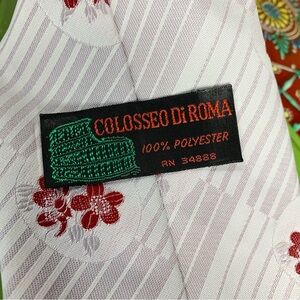 COLOSSEO DI ROMA
100% POLYESTER
RN 34888